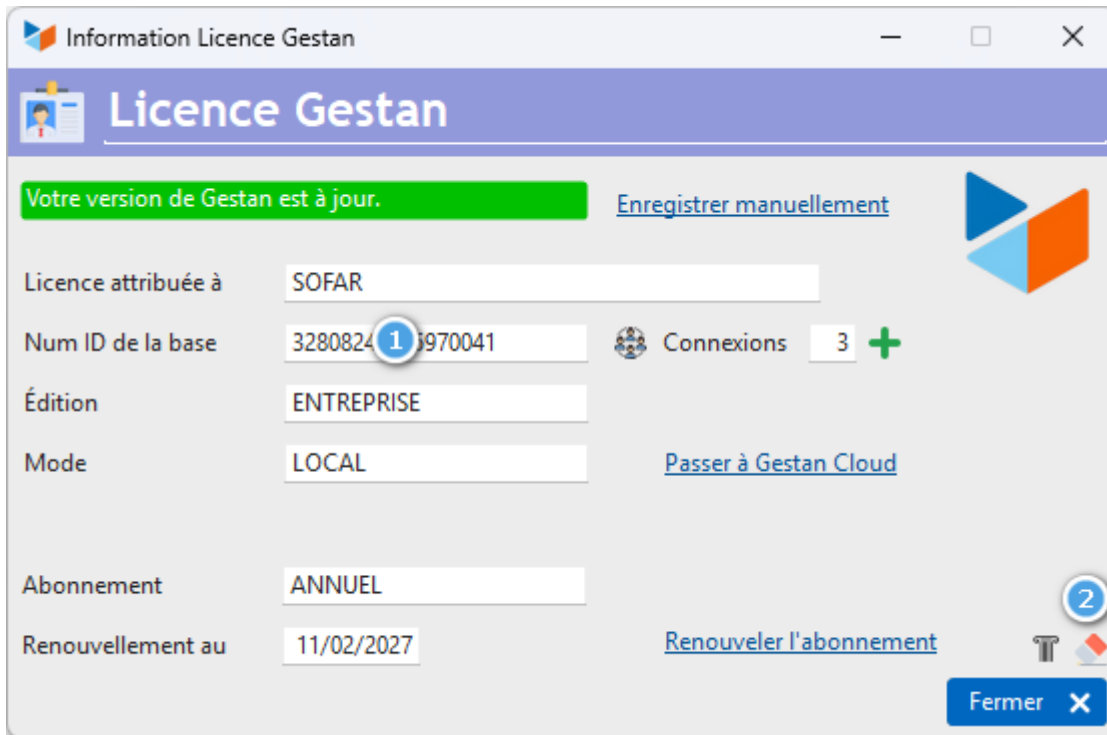 Information Licence Gestan
Licence Gestan
Votre version de Gestan est à jour.
Enregistrer manuellement
Licence attribuée à SOFAR
Num ID de la base 3280824 1 5970041 Connexions 3
Édition ENTREPRISE
Mode LOCAL Passer à Gestan Cloud
Abonnement ANNUEL
2
Renouvellement au 11/02/2027 Renouveler l'abonnement
Fermer